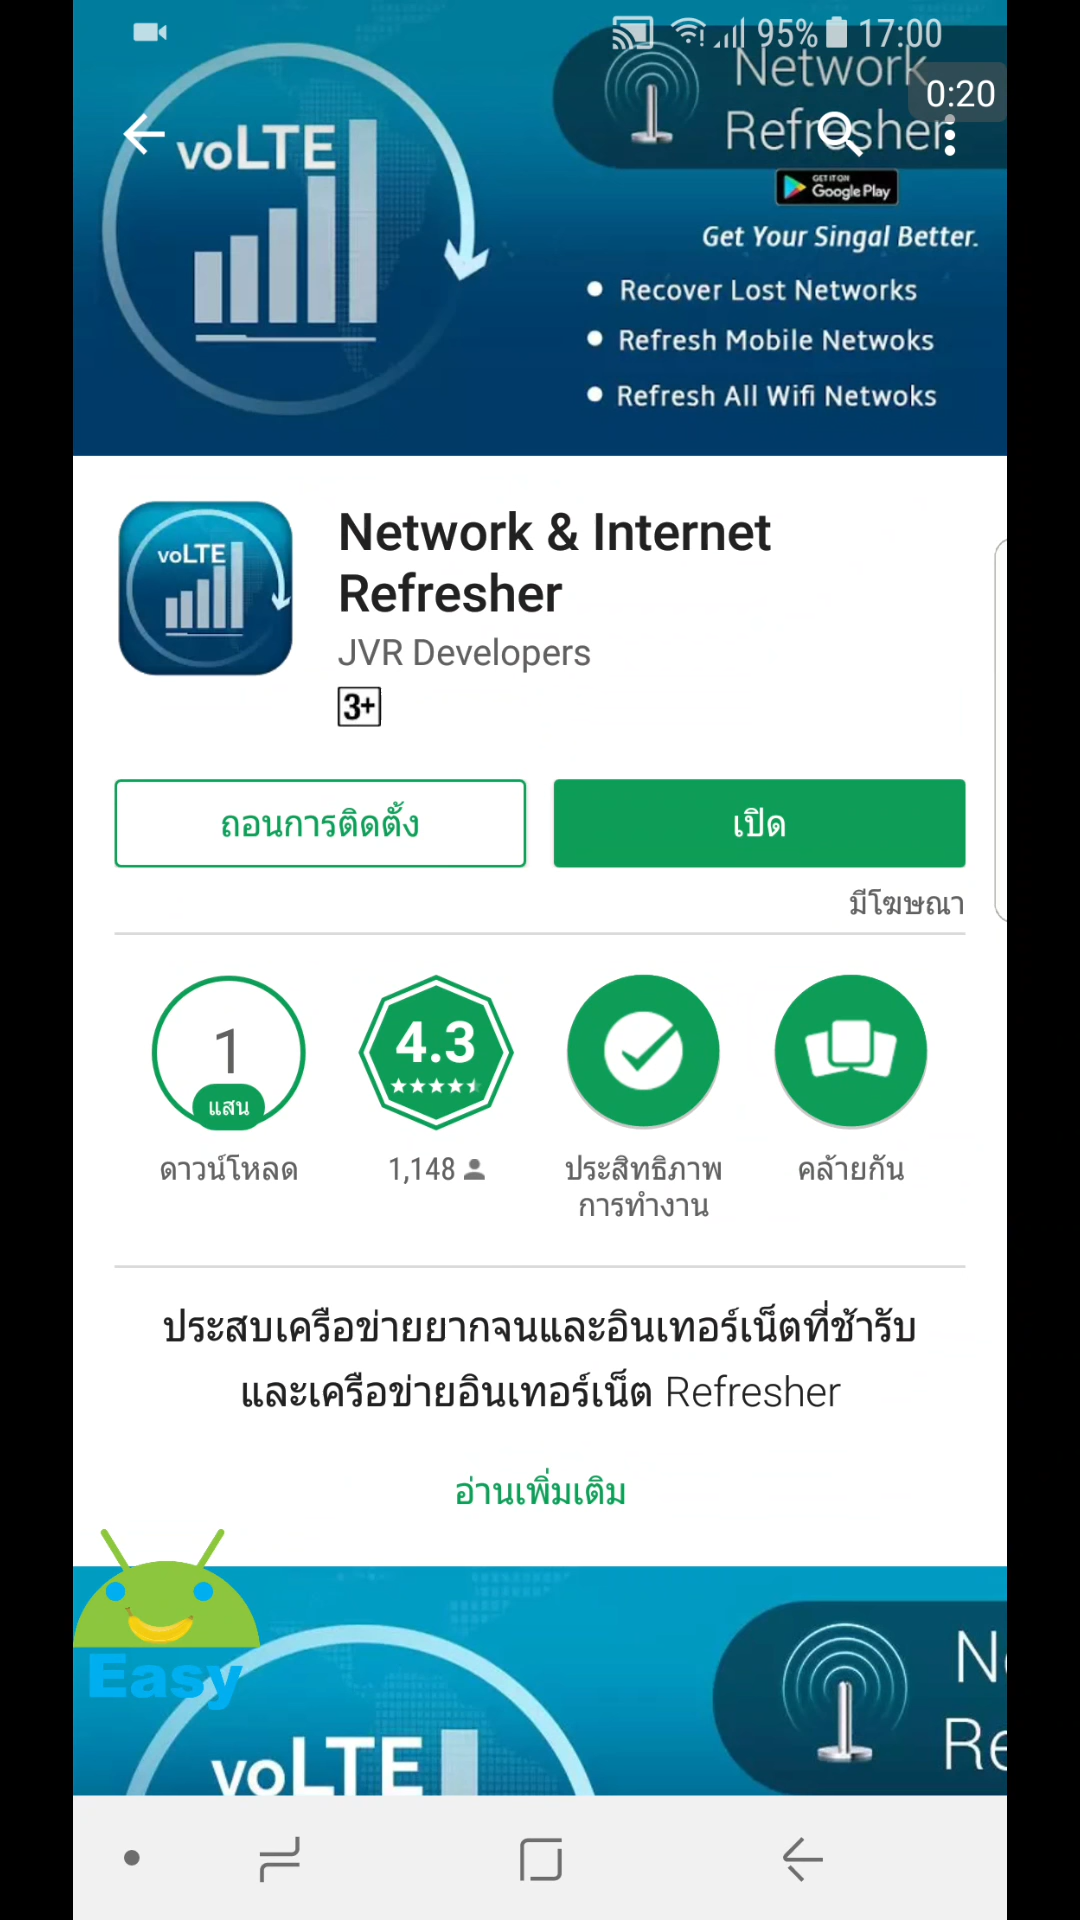 95% 17:00
0:20
voLTE
Network
Refresher
GET IT ON
Google Play
Get Your Singal Better.
Recover Lost Networks
Refresh Mobile Netwoks
Refresh All Wifi Netwoks
voLTE
Network & Internet
Refresher
JVR Developers
3+
ถอนการติดตั้ง
เปิด
มีโฆษณา
1
แสน
ดาวน์โหลด
4.3
1,148
ประสิทธิภาพ
การทำงาน
คล้ายกัน
ประสบเครือข่ายยากจนและอินเทอร์เน็ตที่ช้ารับ
และเครือข่ายอินเทอร์เน็ต Refresher
อ่านเพิ่มเติม
Easy
voLTE
Ne
Re